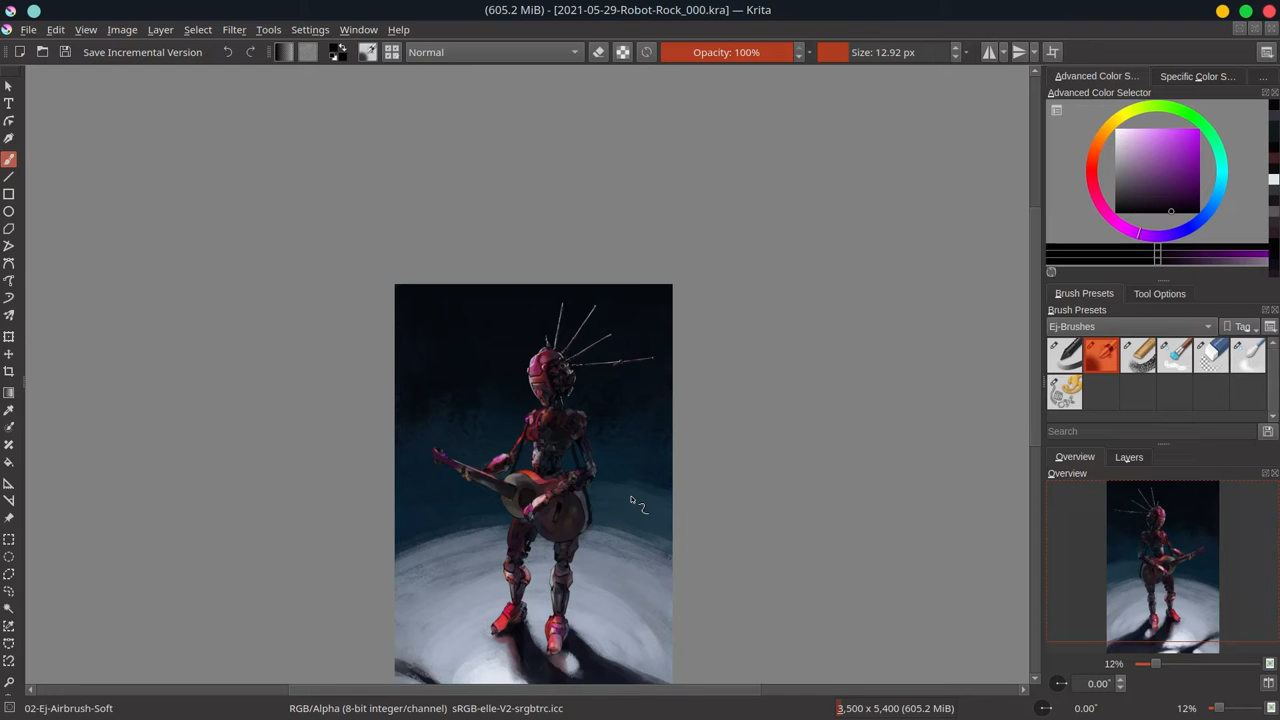 (605.2 MiB) - [2021-05-29-Robot-Rock_000.kra] — Krita
File Edit View Image Filter Layer Select Filter Tools Settings Window Help
Save Incremental Version
Normal
Opacity: 100%
Size: 12.92 px
Advanced Color S...
Specific Color S...
...
Advanced Color Selector
Brush Presets
Tool Options
Brush Presets
Ej-Brushes
Tag
Search
Overview
Layers
Overview
12%
0.00°
02-Ej-Airbrush-Soft
RGB/Alpha (8-bit integer/channel) sRGB-elle-V2-srgbtrc.icc
3,500 x 5,400 (605.2 MiB)
0.00°
12%